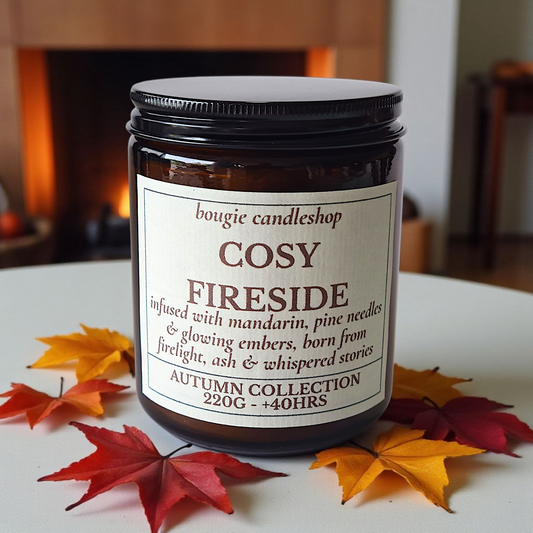 bougie candleshop
COSY
FIRESIDE
infused with mandarin, pine needles
& glowing embers, born from
firelight, ash & whispered stories
AUTUMN COLLECTION
220G - +40HRS